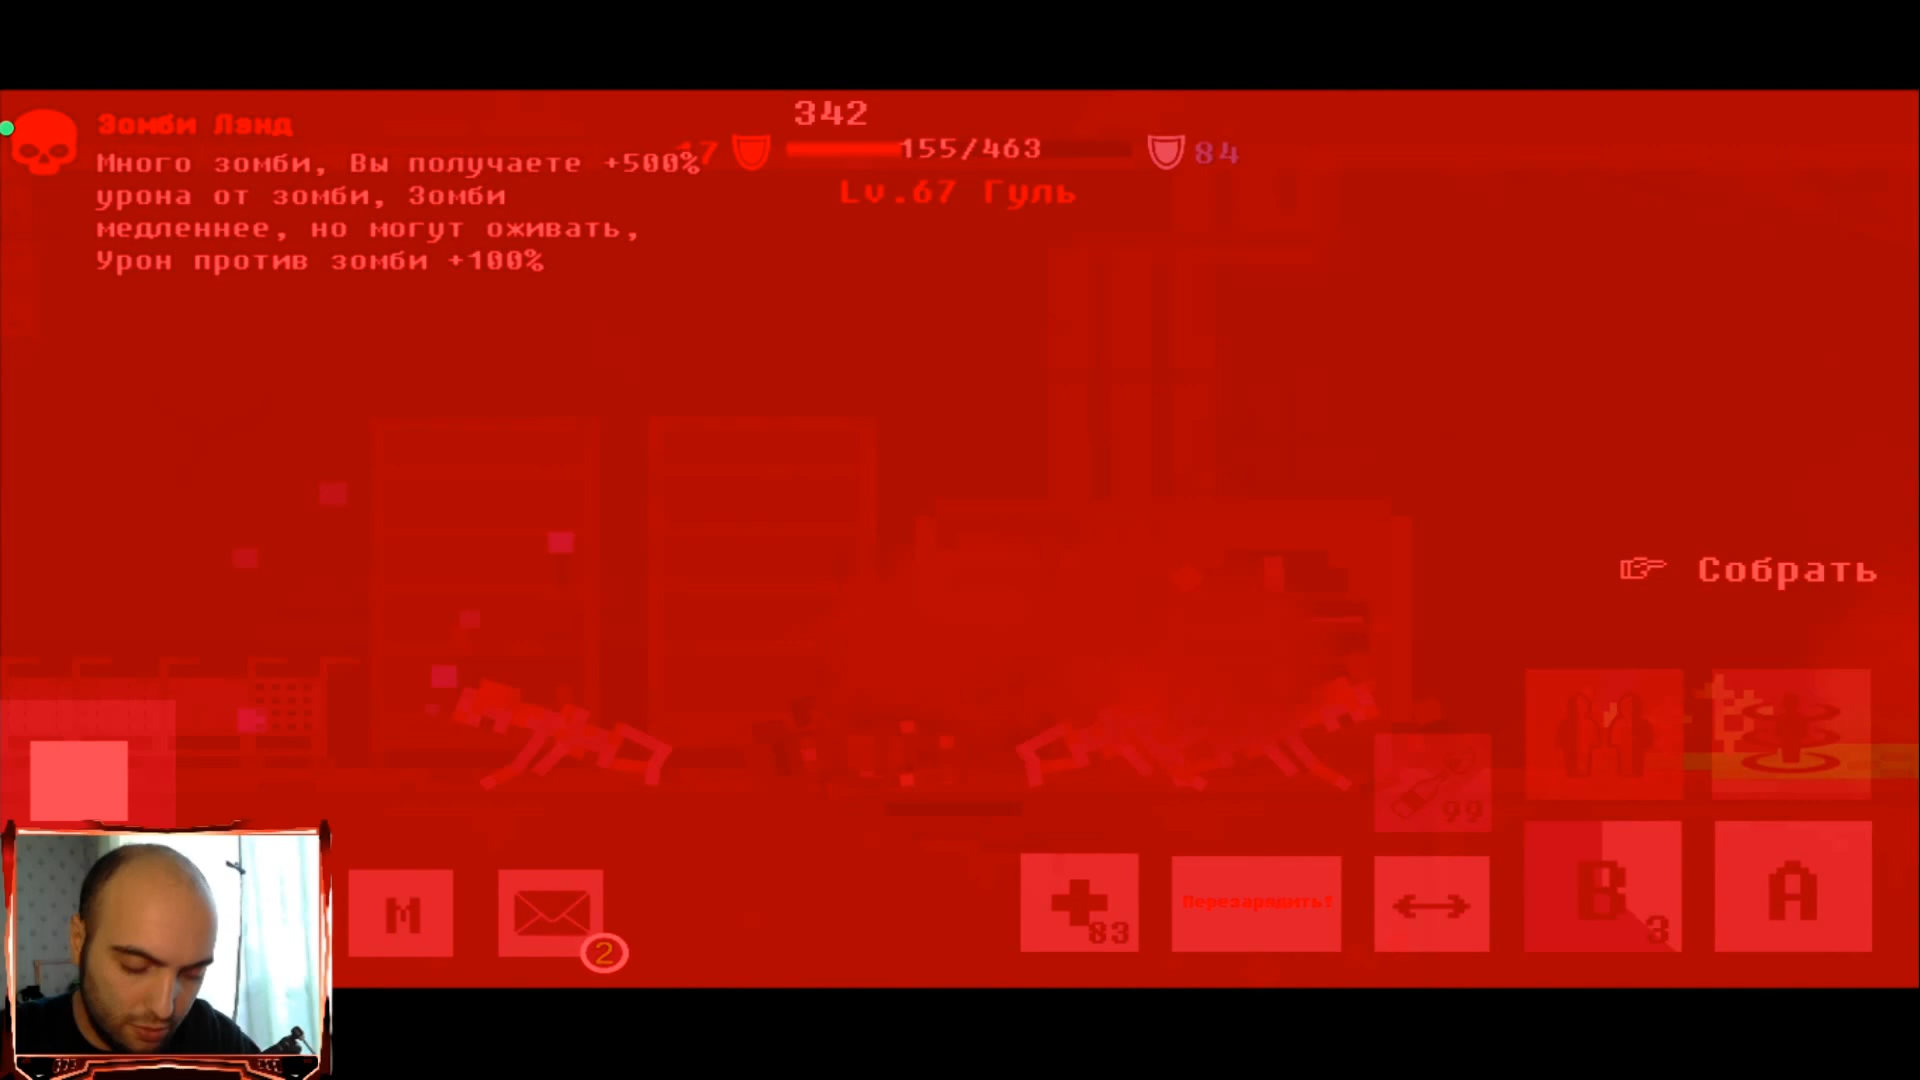 342
Зомби Лэнд
Много зомби, Вы получаете +500%
урона от зомби, Зомби
медленнее, но могут оживать,
Урон против зомби +100%
155/463
84
Lv.67 Гуль
Собрать
99
M
2
83
Перезарядить!
B
3
A